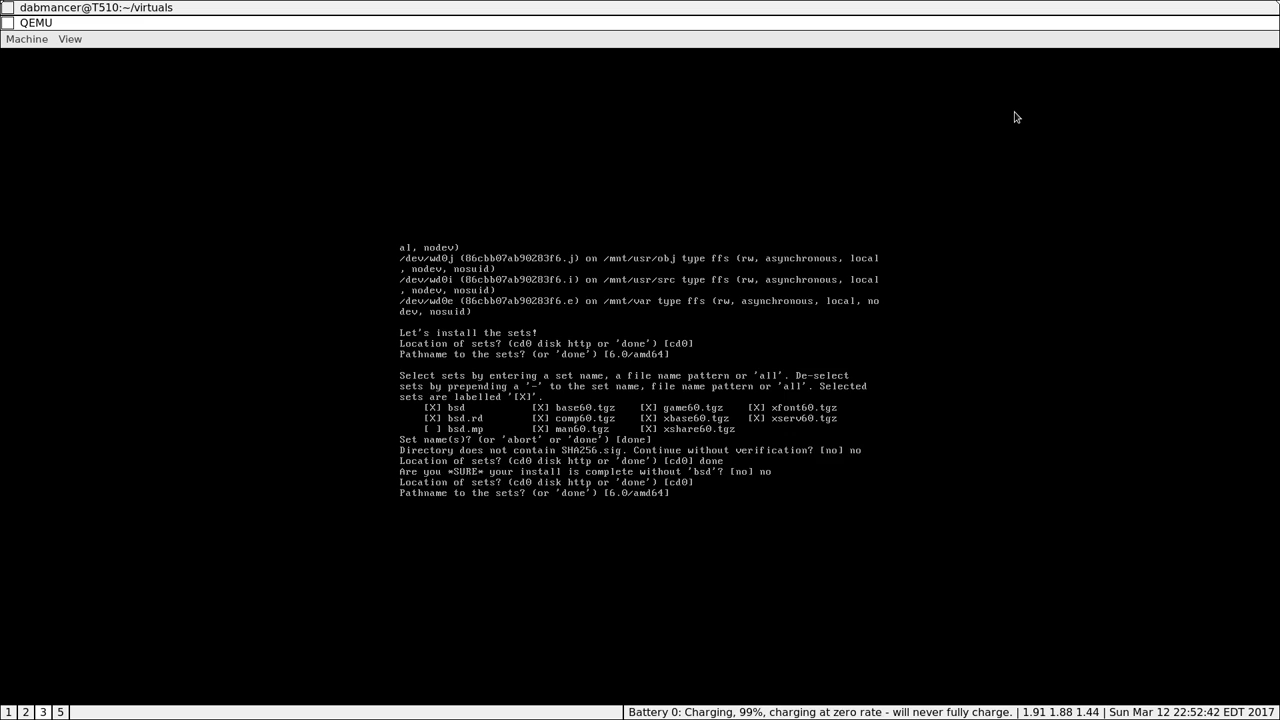 dabmancer@T510:~/virtuals
QEMU
Machine View
al, nodev)
/dev/wd0j (86cbb07ab90283f6.j) on /mnt/usr/obj type ffs (rw, asynchronous, local
, nodev, nosuid)
/dev/wd0i (86cbb07ab90283f6.i) on /mnt/usr/src type ffs (rw, asynchronous, local
, nodev, nosuid)
/dev/wd0e (86cbb07ab90283f6.e) on /mnt/var type ffs (rw, asynchronous, local, no
dev, nosuid)
Let's install the sets!
Location of sets? (cd0 disk http or 'done') [cd0]
Pathname to the sets? (or 'done') [6.0/amd64]
Select sets by entering a set name, a file name pattern or 'all'. De-select
sets by prepending a '-' to the set name, file name pattern or 'all'. Selected
sets are labelled '[X]'.
[X] bsd [X] base60.tgz [X] game60.tgz [X] xfont60.tgz
[X] bsd.rd [X] comp60.tgz [X] xbase60.tgz [X] xserv60.tgz
[ ] bsd.mp [X] man60.tgz [X] xshare60.tgz
Set name(s)? (or 'abort' or 'done') [done]
Directory does not contain SHA256.sig. Continue without verification? [no] no
Location of sets? (cd0 disk http or 'done') [cd0] done
Are you *SURE* your install is complete without 'bsd'? [no] no
Location of sets? (cd0 disk http or 'done') [cd0]
Pathname to the sets? (or 'done') [6.0/amd64]
1 2 3 5 Battery 0: Charging, 99%, charging at zero rate - will never fully charge. | 1.91 1.88 1.44 | Sun Mar 12 22:52:42 EDT 2017